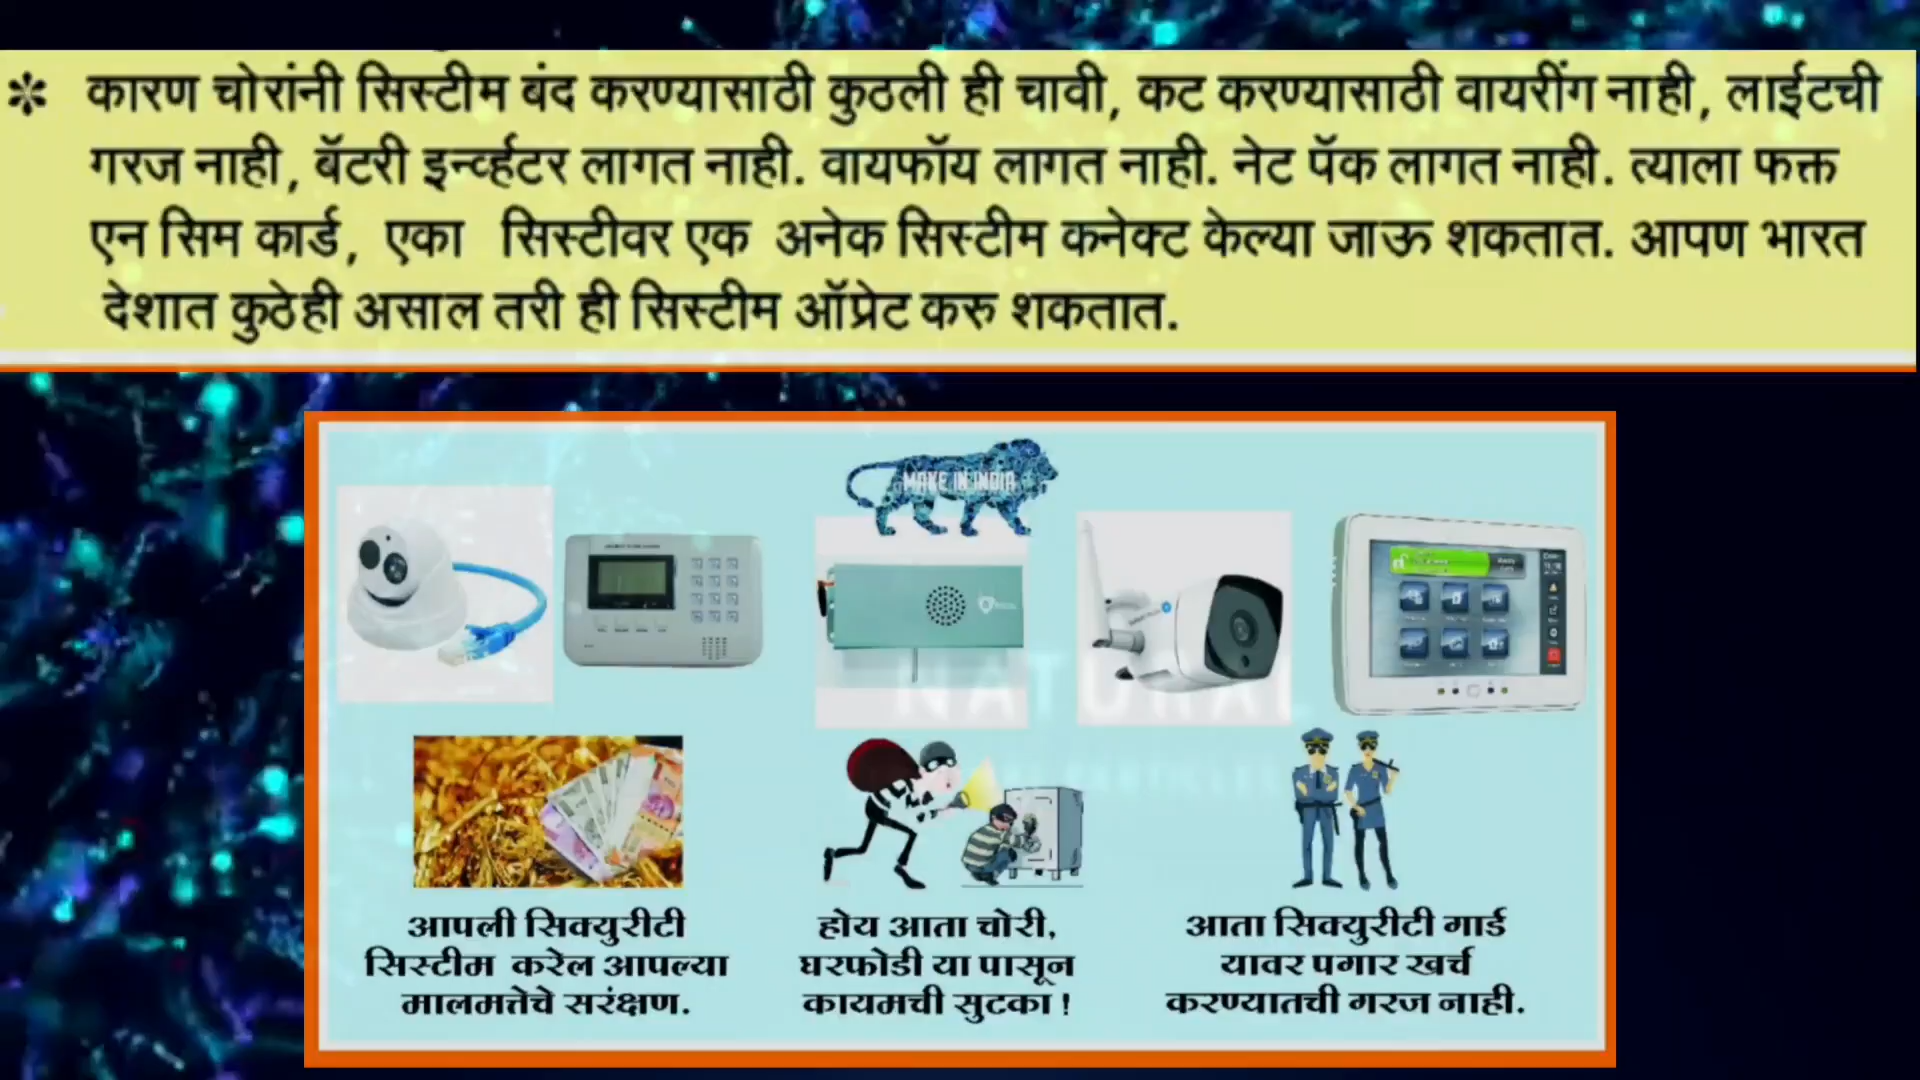 * कारण चोरांनी सिस्टीम बंद करण्यासाठी कुठली ही चावी, कट करण्यासाठी वायरींग नाही, लाईटची
गरज नाही, बॅटरी इन्व्हेंटर लागत नाही. वायफॉय लागत नाही. नेट पॅक लागत नाही. त्याला फक्त
एन सिम कार्ड, एका सिस्टीवर एक अनेक सिस्टीम कनेक्ट केल्या जाऊ शकतात. आपण भारत
देशात कुठेही असाल तरी ही सिस्टीम ऑप्रेट करु शकतात.
MAKE IN INDIA
NATURAL
PARTICLES
आपली सिक्युरीटी
सिस्टीम करेल आपल्या
मालमत्तेचे सरंक्षण.
होय आता चोरी,
घरफोडी या पासून
कायमची सुटका !
आता सिक्युरीटी गार्ड
यावर पगार खर्च
करण्यातची गरज नाही.